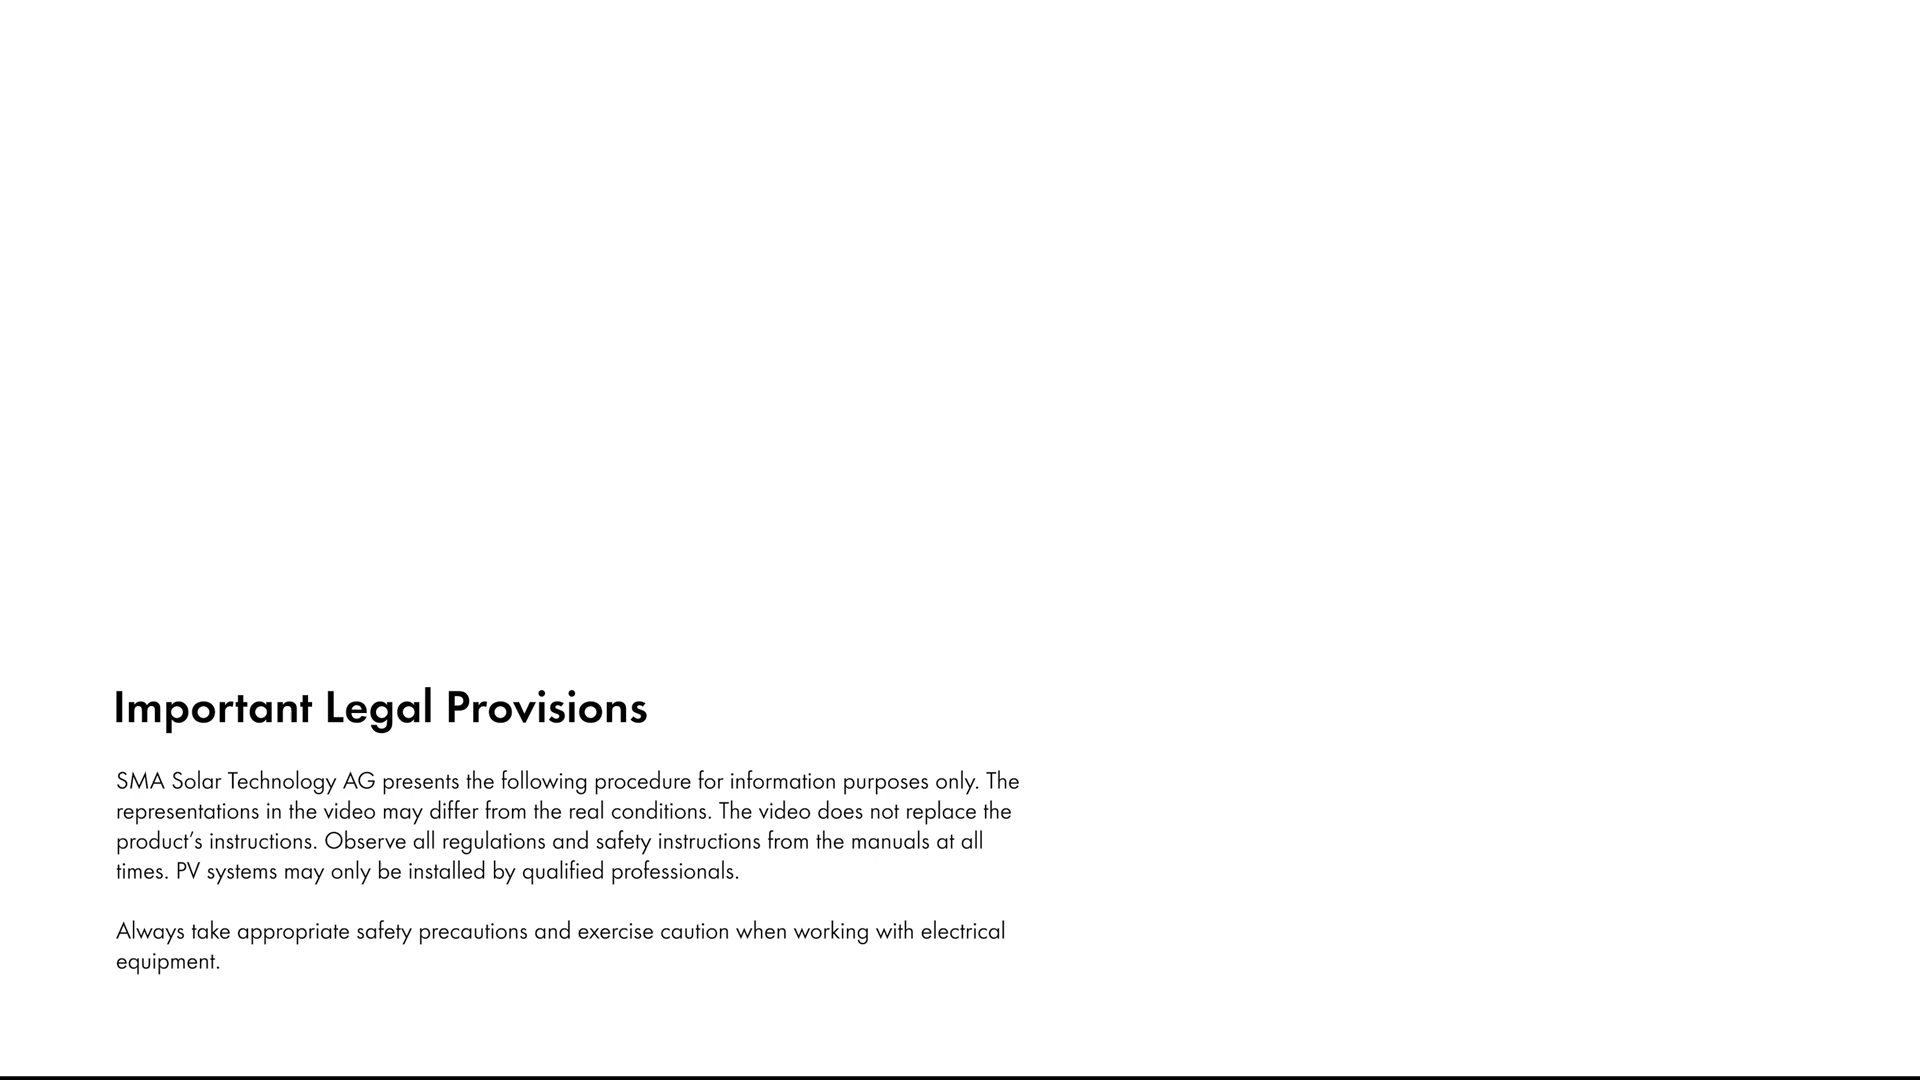 Important Legal Provisions
SMA Solar Technology AG presents the following procedure for information purposes only. The
representations in the video may differ from the real conditions. The video does not replace the
product’s instructions. Observe all regulations and safety instructions from the manuals at all
times. PV systems may only be installed by qualified professionals.
Always take appropriate safety precautions and exercise caution when working with electrical
equipment.